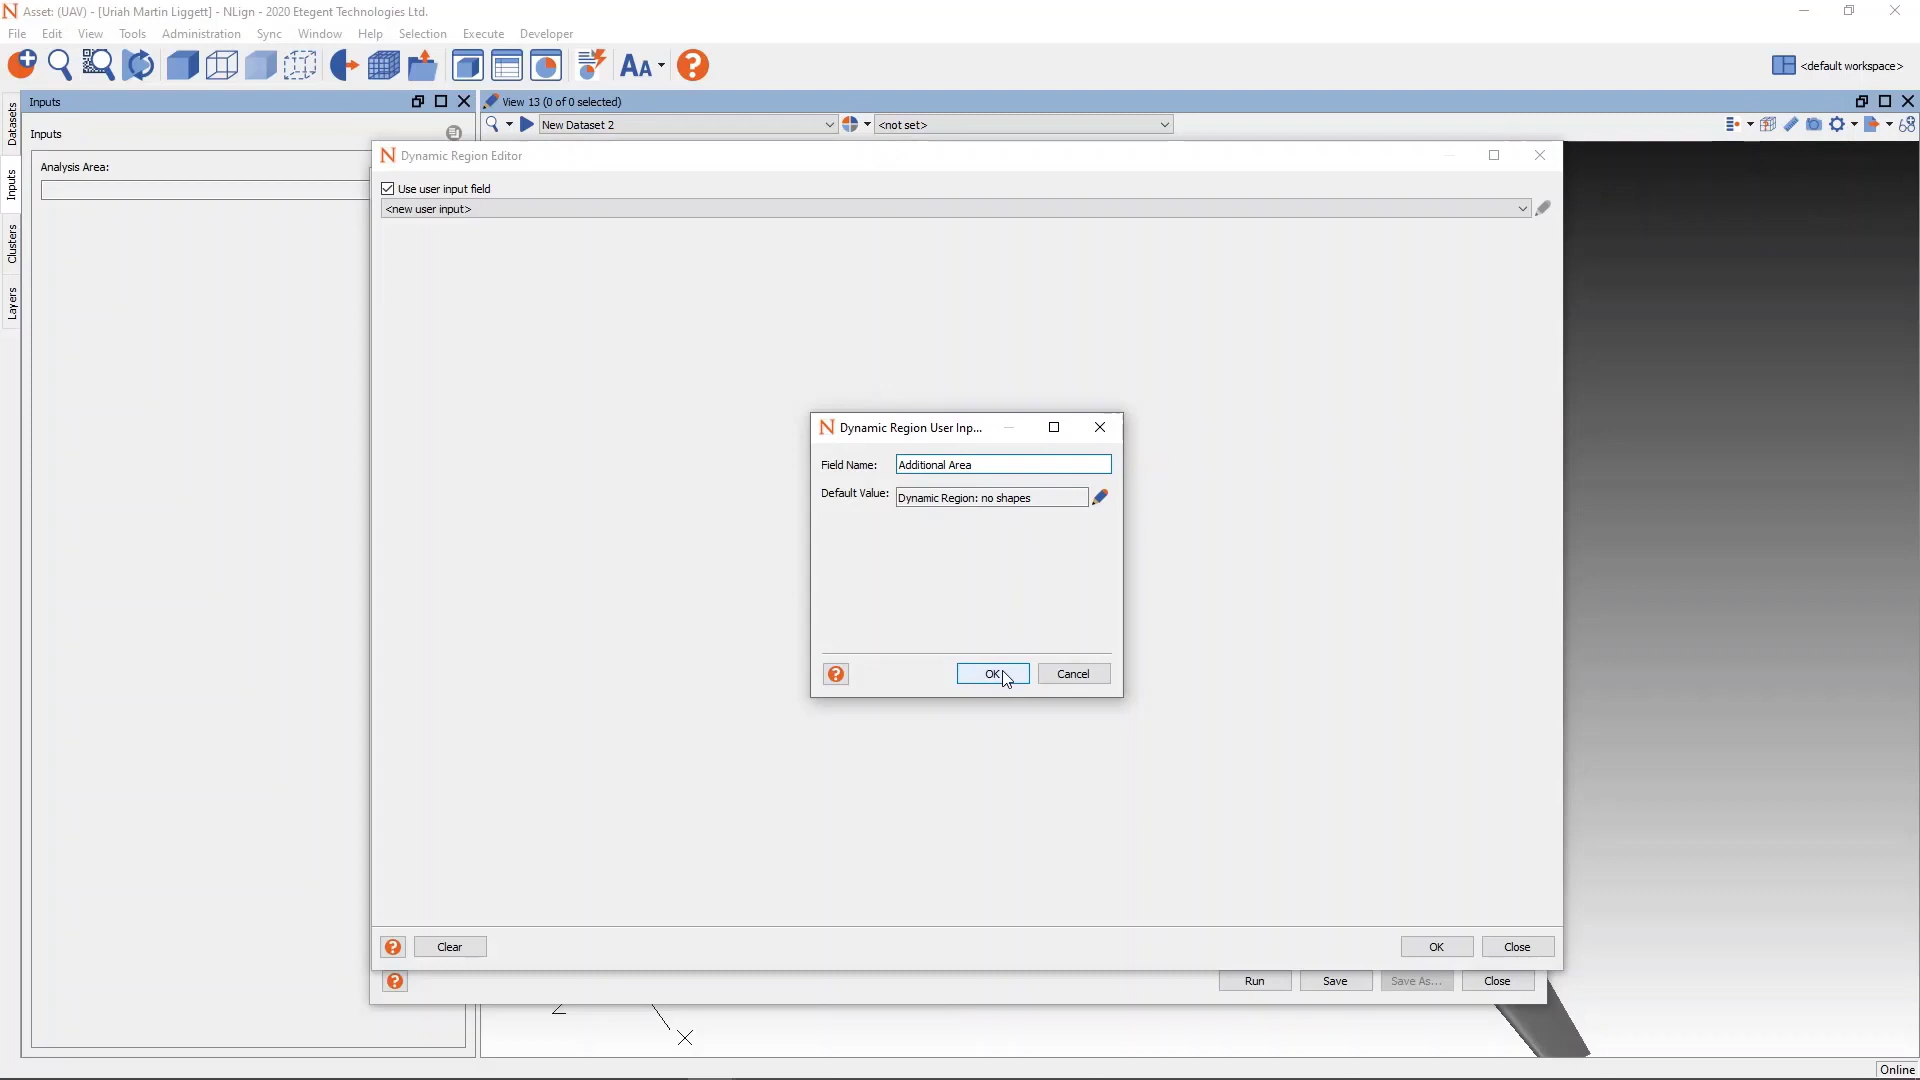 Asset: (UAV) - [Uriah Martin Liggett] - NLign - 2020 Etegent Technologies Ltd.
File Edit View Tools Administration Sync Window Help Selection Execute Developer
AA
?
<default workspace>
Inputs
View 13 (0 of 0 selected)
New Dataset 2
<not set>
Datasets
Inputs
Clusters
Layers
Inputs
Analysis Area:
N Dynamic Region Editor
Use user input field
<new user input>
N Dynamic Region User Inp...
Field Name: Additional Area
Default Value: Dynamic Region: no shapes
? OK Cancel
? Clear OK Close
? Run Save Save As... Close
Z
X
Online